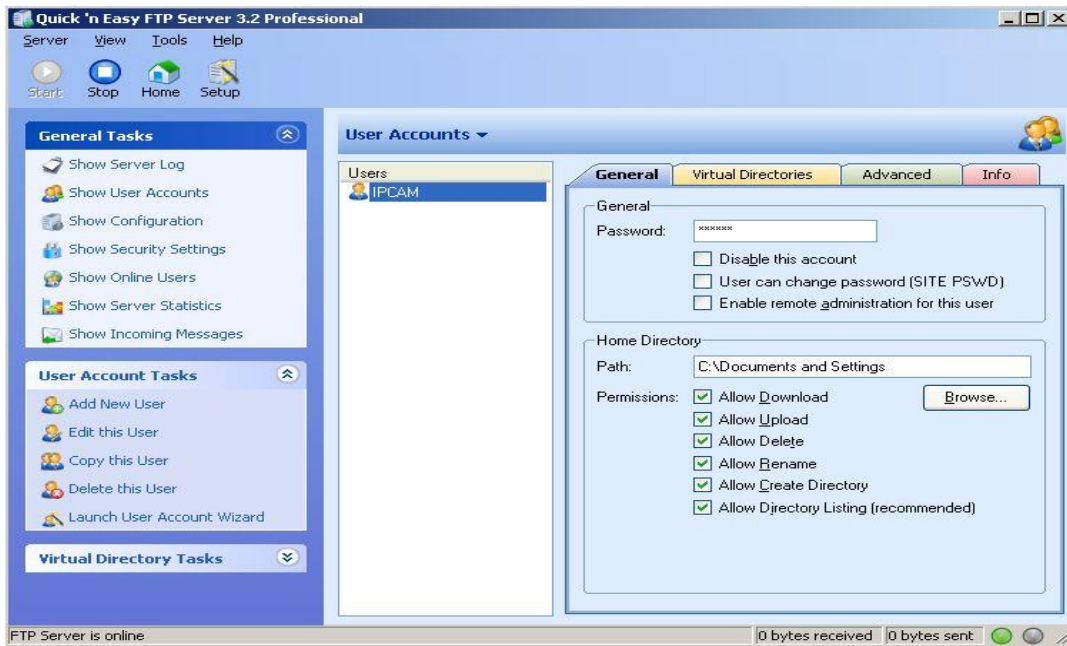 Quick 'n Easy FTP Server 3.2 Professional
Server View Tools Help
Start Stop Home Setup
General Tasks
Show Server Log
Show User Accounts
Show Configuration
Show Security Settings
Show Online Users
Show Server Statistics
Show Incoming Messages
User Account Tasks
Add New User
Edit this User
Copy this User
Delete this User
Launch User Account Wizard
Virtual Directory Tasks
User Accounts
Users
IPCAM
General Virtual Directories Advanced Info
General
Password: ******
Disable this account
User can change password (SITE PSWD)
Enable remote administration for this user
Home Directory
Path: C:\Documents and Settings
Permissions: Allow Download Browse...
Allow Upload
Allow Delete
Allow Rename
Allow Create Directory
Allow Directory Listing (recommended)
FTP Server is online 0 bytes received 0 bytes sent